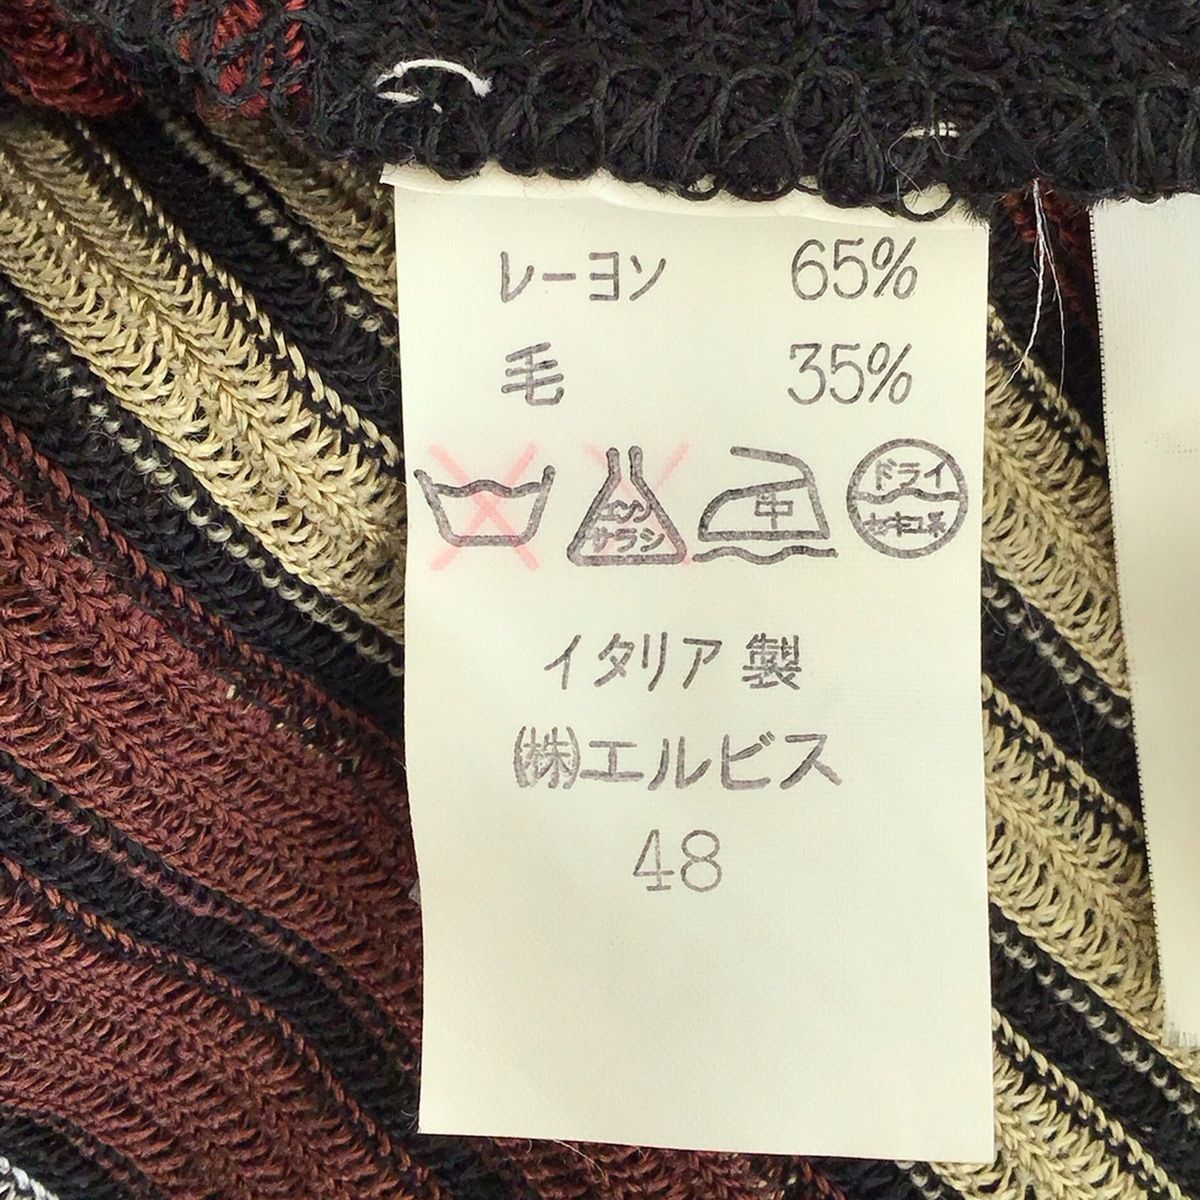 レーヨン 65%
毛 35%
エンソ サラシ 中 ドライ セキユ系
イタリア製
(株)エルビス
48